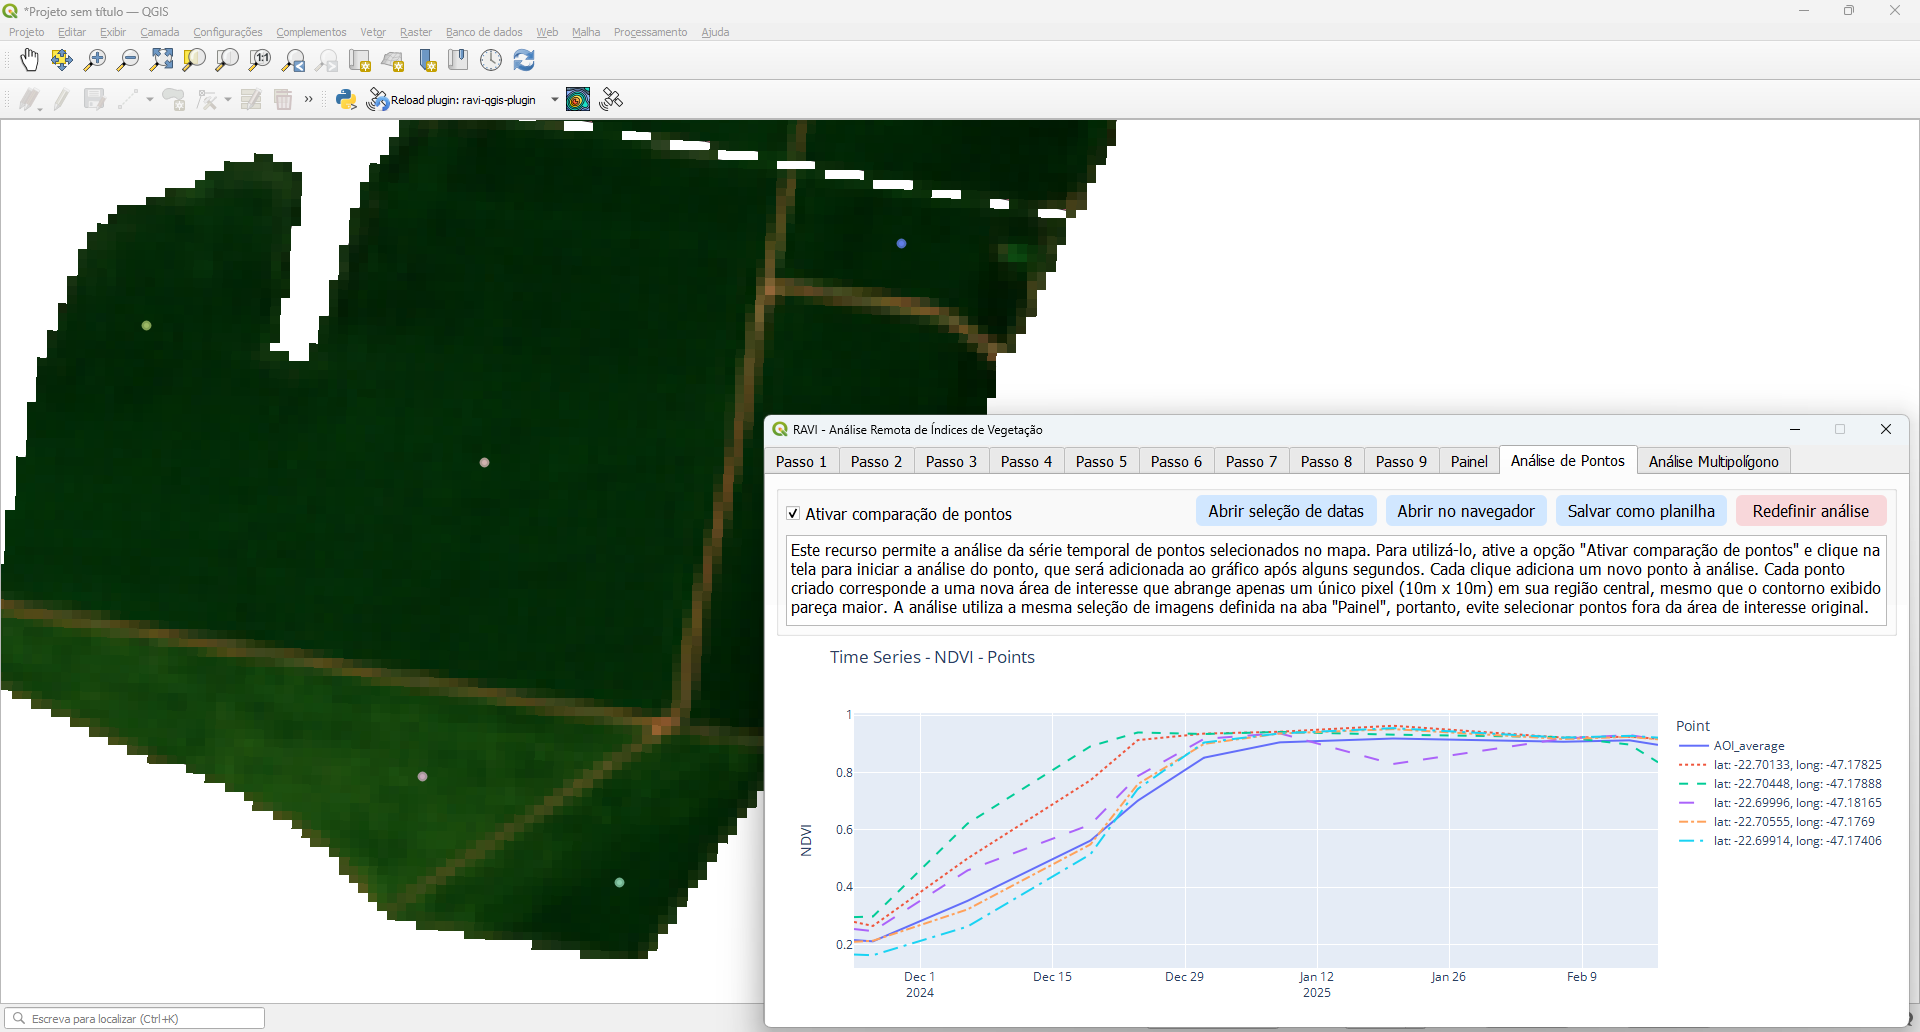 *Projeto sem título — QGIS
Projeto Editar Exibir Camada Configurações Complementos Vetor Raster Banco de dados Web Malha Processamento Ajuda
1:1
» Reload plugin: ravi-qgis-plugin
RAVI - Análise Remota de Índices de Vegetação
Passo 1 Passo 2 Passo 3 Passo 4 Passo 5 Passo 6 Passo 7 Passo 8 Passo 9 Painel Análise de Pontos Análise Multipolígono
Ativar comparação de pontos Abrir seleção de datas Abrir no navegador Salvar como planilha Redefinir análise
Este recurso permite a análise da série temporal de pontos selecionados no mapa. Para utilizá-lo, ative a opção "Ativar comparação de pontos" e clique na
tela para iniciar a análise do ponto, que será adicionada ao gráfico após alguns segundos. Cada clique adiciona um novo ponto à análise. Cada ponto
criado corresponde a uma nova área de interesse que abrange apenas um único pixel (10m x 10m) em sua região central, mesmo que o contorno exibido
pareça maior. A análise utiliza a mesma seleção de imagens definida na aba "Painel", portanto, evite selecionar pontos fora da área de interesse original.
Time Series - NDVI - Points
NDVI
1
0.8
0.6
0.4
0.2
Dec 1
2024
Dec 15
Dec 29
Jan 12
2025
Jan 26
Feb 9
Point
AOI_average
lat: -22.70133, long: -47.17825
lat: -22.70448, long: -47.17888
lat: -22.69996, long: -47.18165
lat: -22.70555, long: -47.1769
lat: -22.69914, long: -47.17406
Escreva para localizar (Ctrl+K)